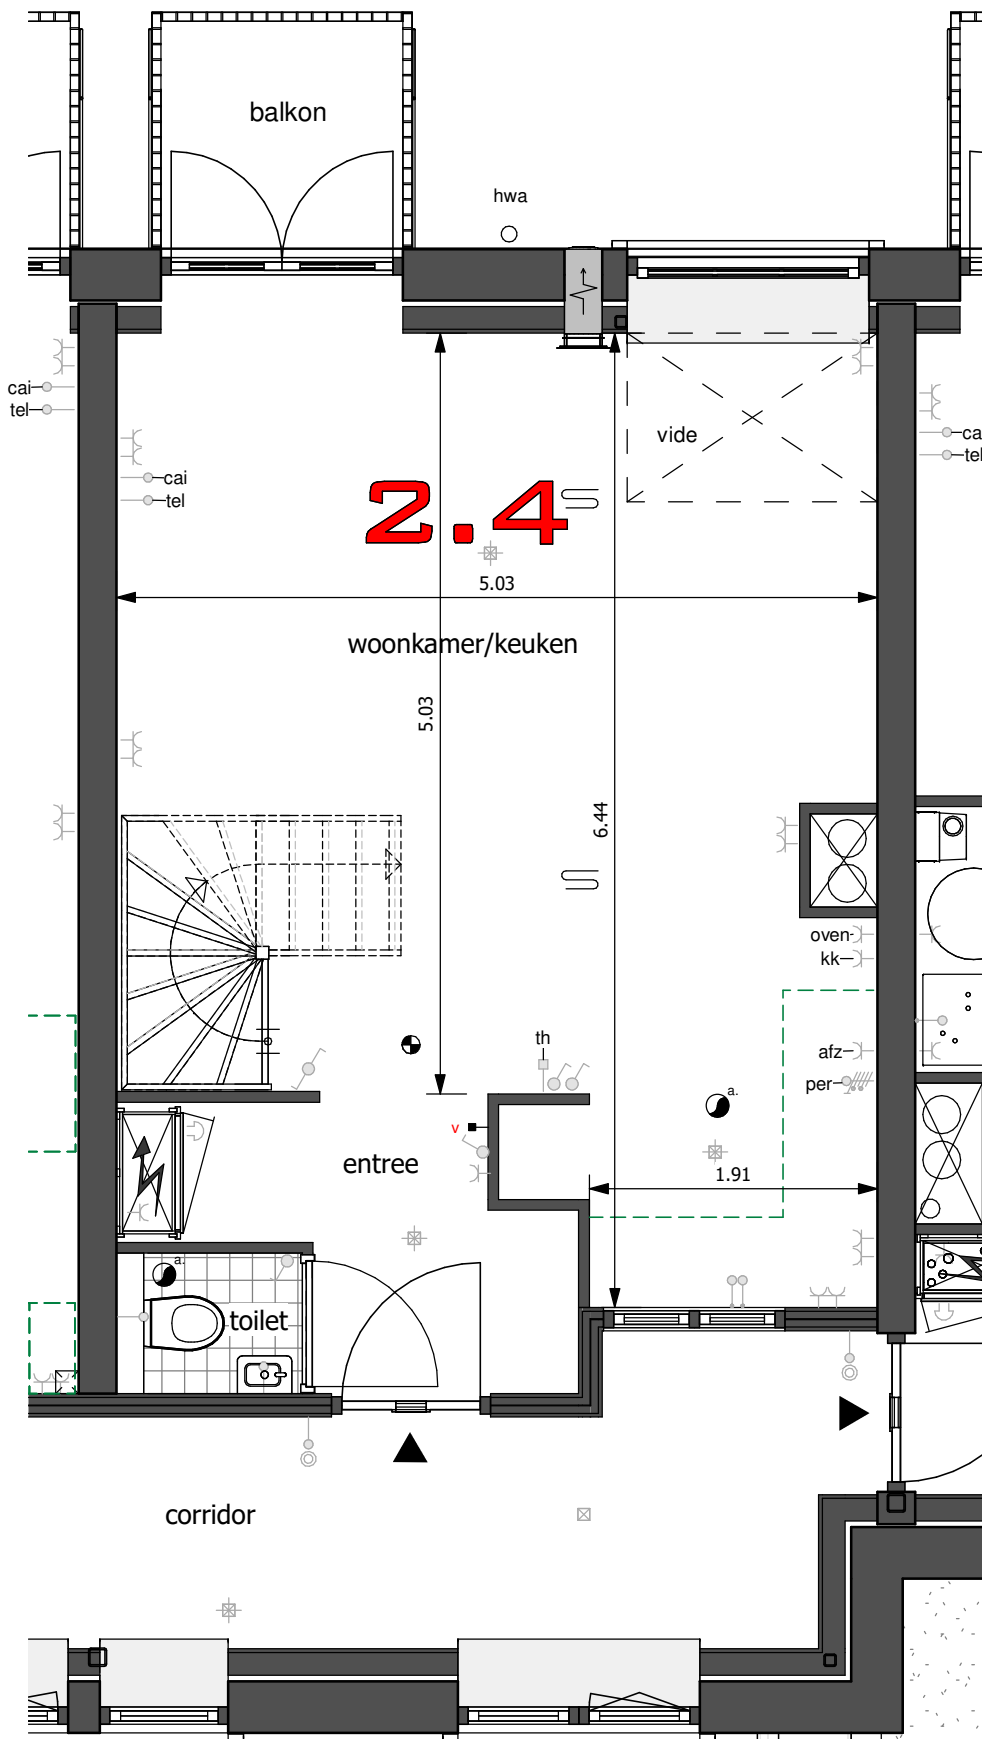 balkon
hwa
cai
tel
vide
cai
tel
ca
tel
2.4
5.03
woonkamer/keuken
5.03
6.44
oven
kk
th
afz
per
a.
v
entree
1.91
a.
toilet
corridor